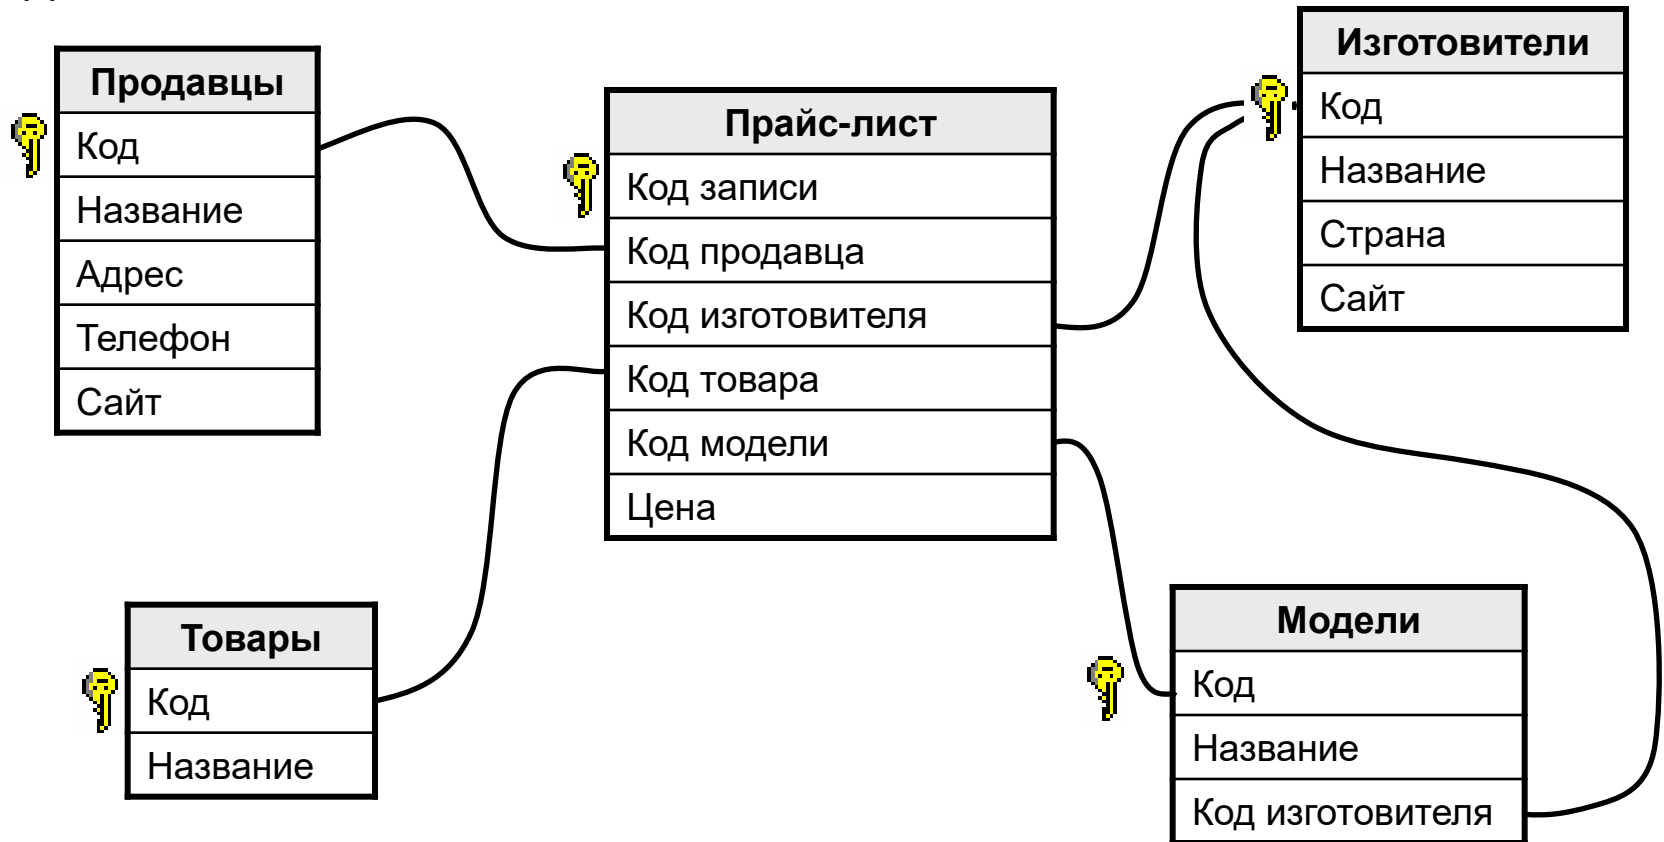 Продавцы
Код
Название
Адрес
Телефон
Сайт
Прайс-лист
Код записи
Код продавца
Код изготовителя
Код товара
Код модели
Цена
Изготовители
Код
Название
Страна
Сайт
Товары
Код
Название
Модели
Код
Название
Код изготовителя